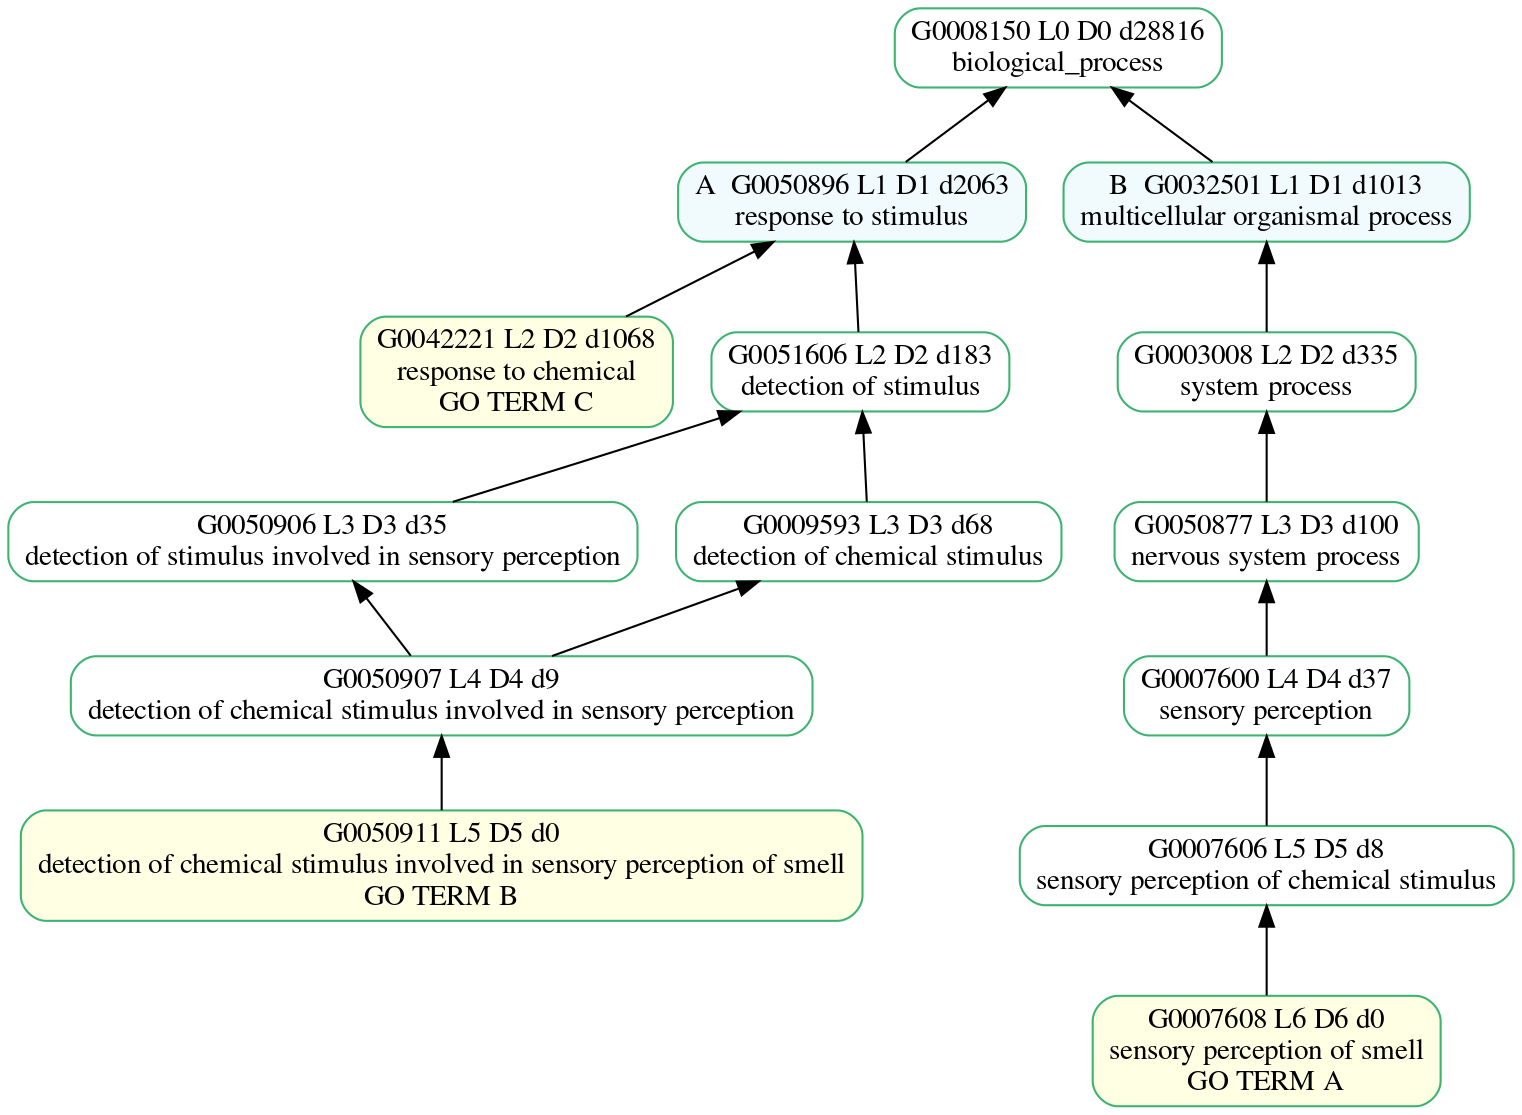 G0008150 L0 D0 d28816
biological_process
A  G0050896 L1 D1 d2063
response to stimulus
B  G0032501 L1 D1 d1013
multicellular organismal process
G0042221 L2 D2 d1068
response to chemical
GO TERM C
G0051606 L2 D2 d183
detection of stimulus
G0003008 L2 D2 d335
system process
G0050906 L3 D3 d35
detection of stimulus involved in sensory perception
G0009593 L3 D3 d68
detection of chemical stimulus
G0050877 L3 D3 d100
nervous system process
G0050907 L4 D4 d9
detection of chemical stimulus involved in sensory perception
G0007600 L4 D4 d37
sensory perception
G0050911 L5 D5 d0
detection of chemical stimulus involved in sensory perception of smell
GO TERM B
G0007606 L5 D5 d8
sensory perception of chemical stimulus
G0007608 L6 D6 d0
sensory perception of smell
GO TERM A